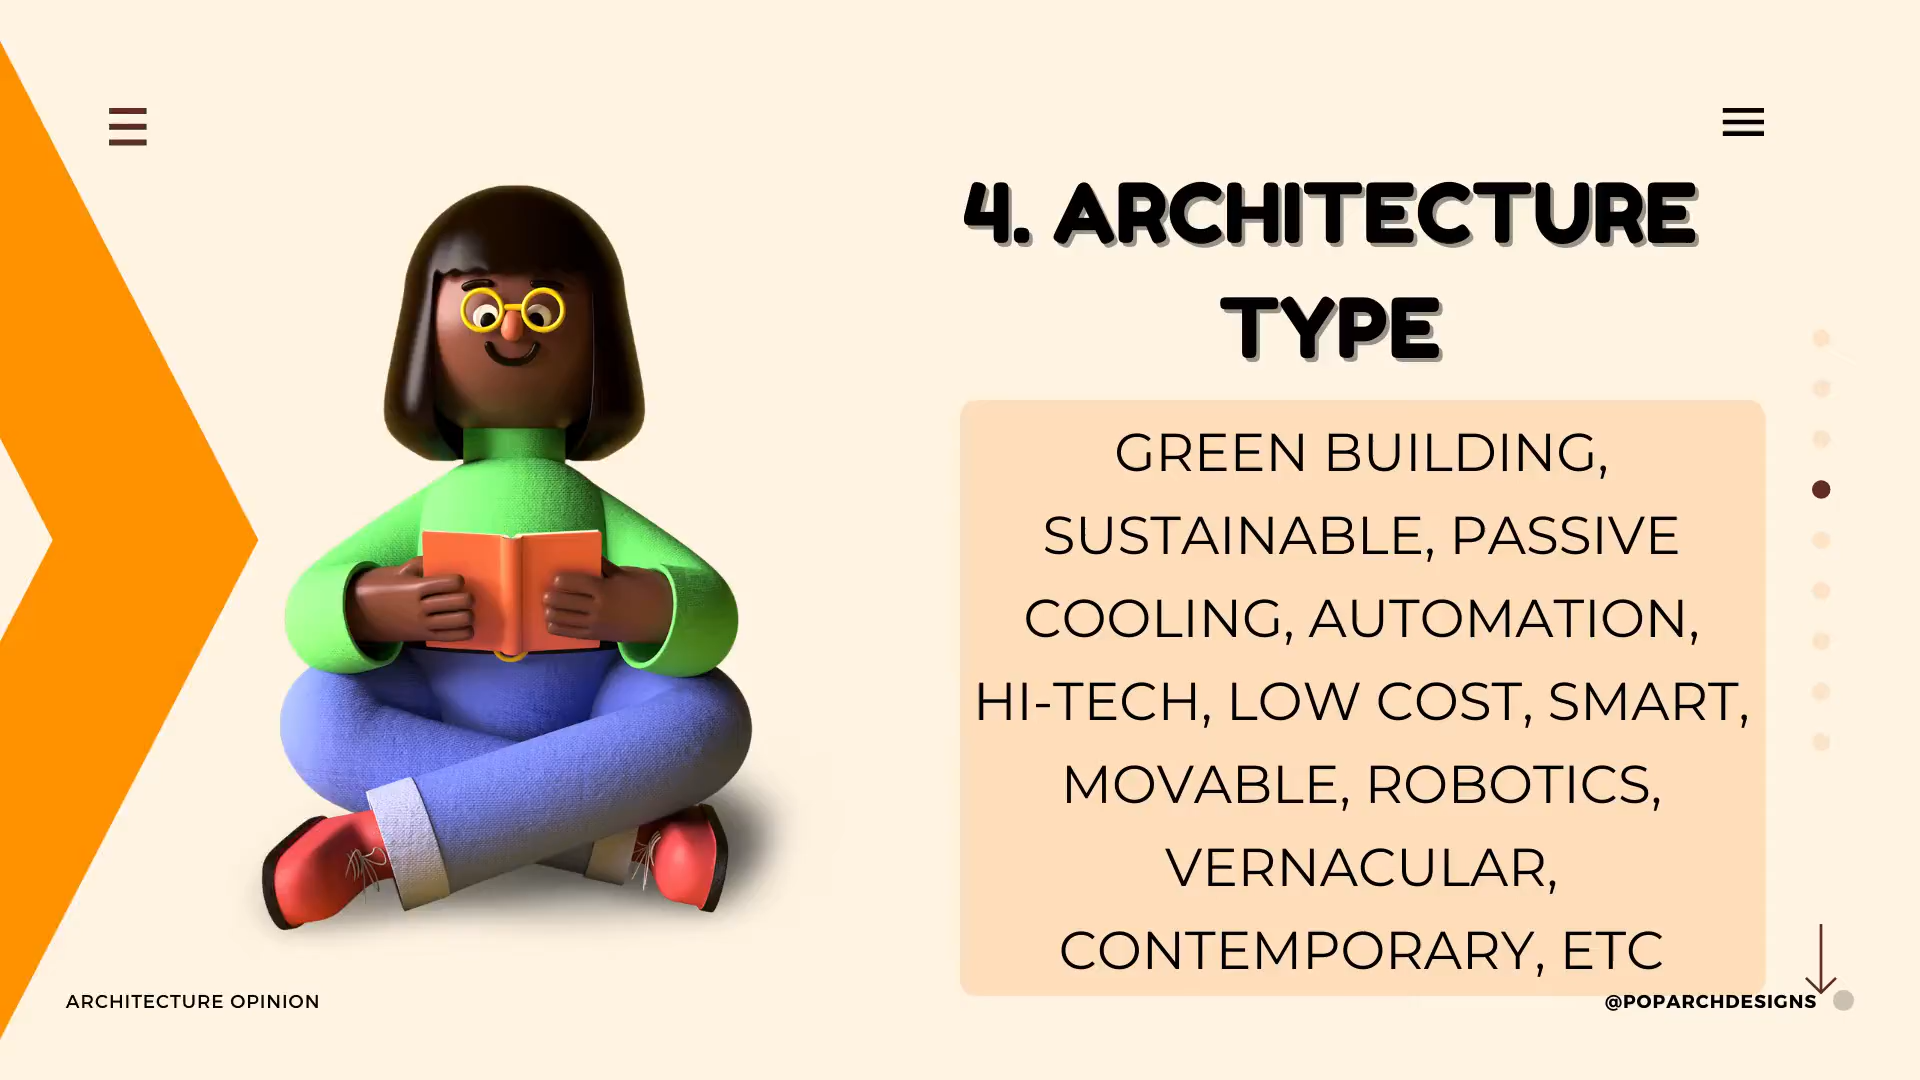 4. ARCHITECTURE
TYPE
GREEN BUILDING,
SUSTAINABLE, PASSIVE
COOLING, AUTOMATION,
HI-TECH, LOW COST, SMART,
MOVABLE, ROBOTICS,
VERNACULAR,
CONTEMPORARY, ETC
ARCHITECTURE OPINION
@POPARCHDESIGNS